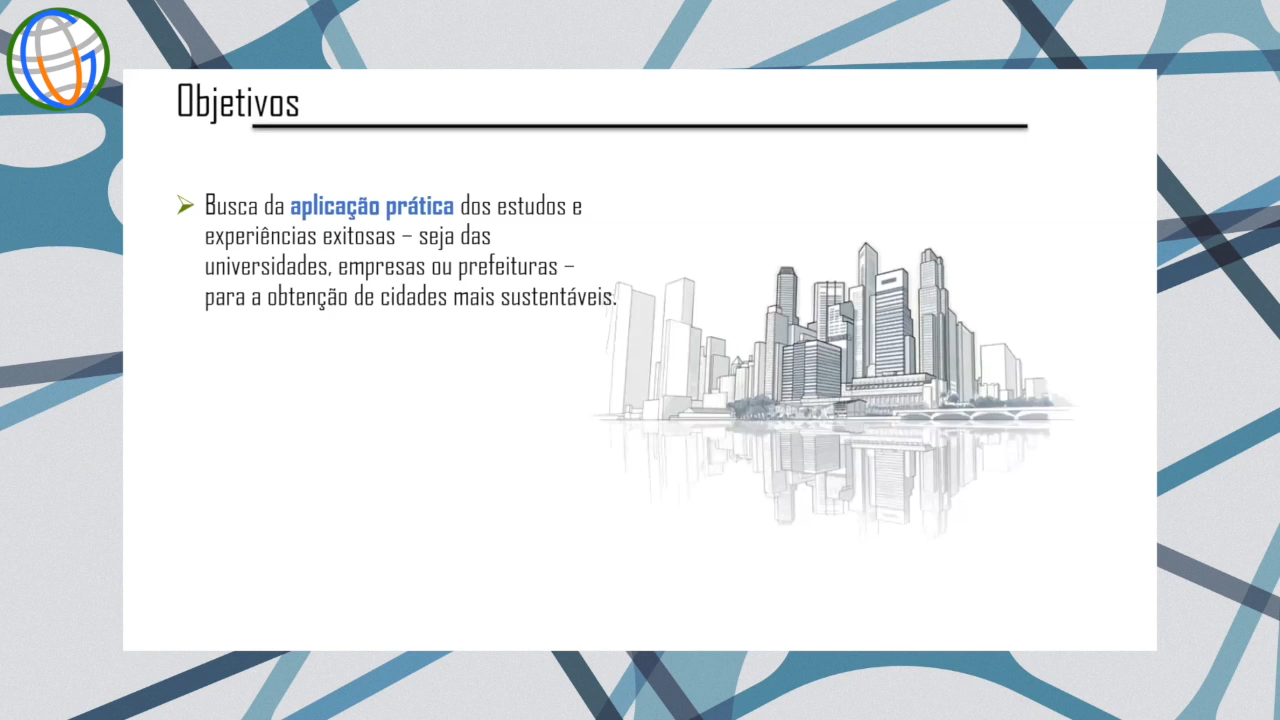 Objetivos
Busca da aplicação prática dos estudos e
experiências exitosas – seja das
universidades, empresas ou prefeituras –
para a obtenção de cidades mais sustentáveis.